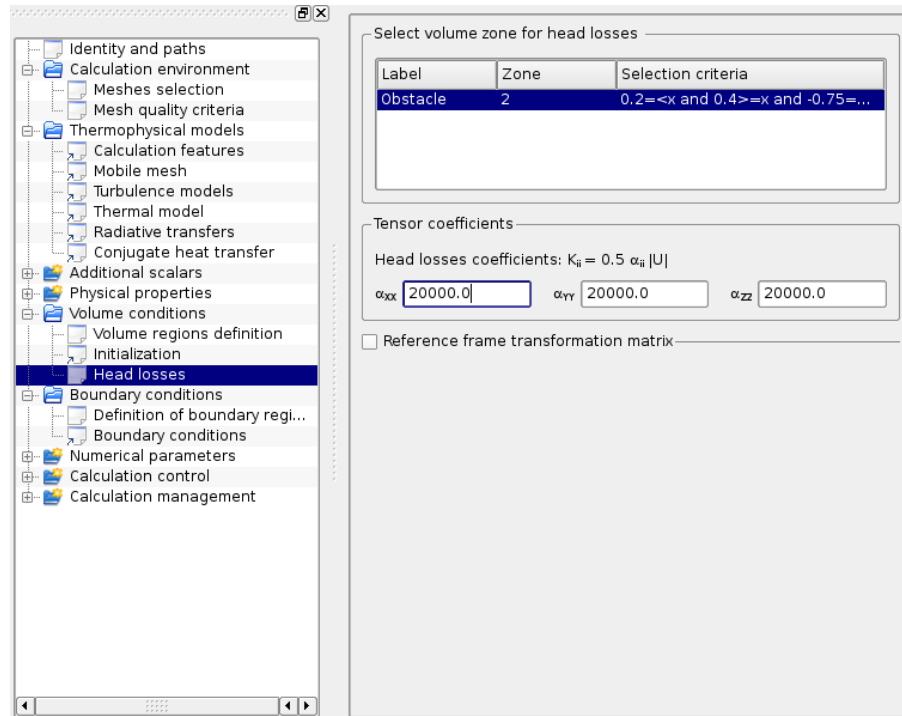 Identity and paths
Calculation environment
Meshes selection
Mesh quality criteria
Thermophysical models
Calculation features
Mobile mesh
Turbulence models
Thermal model
Radiative transfers
Conjugate heat transfer
Additional scalars
Physical properties
Volume conditions
Volume regions definition
Initialization
Head losses
Boundary conditions
Definition of boundary regi...
Boundary conditions
Numerical parameters
Calculation control
Calculation management
Select volume zone for head losses
Label Zone Selection criteria
Obstacle 2 0.2=<x and 0.4>=x and -0.75=...
Tensor coefficients
Head losses coefficients: Kii = 0.5 αii |U|
αXX 20000.0 αYY 20000.0 αZZ 20000.0
Reference frame transformation matrix